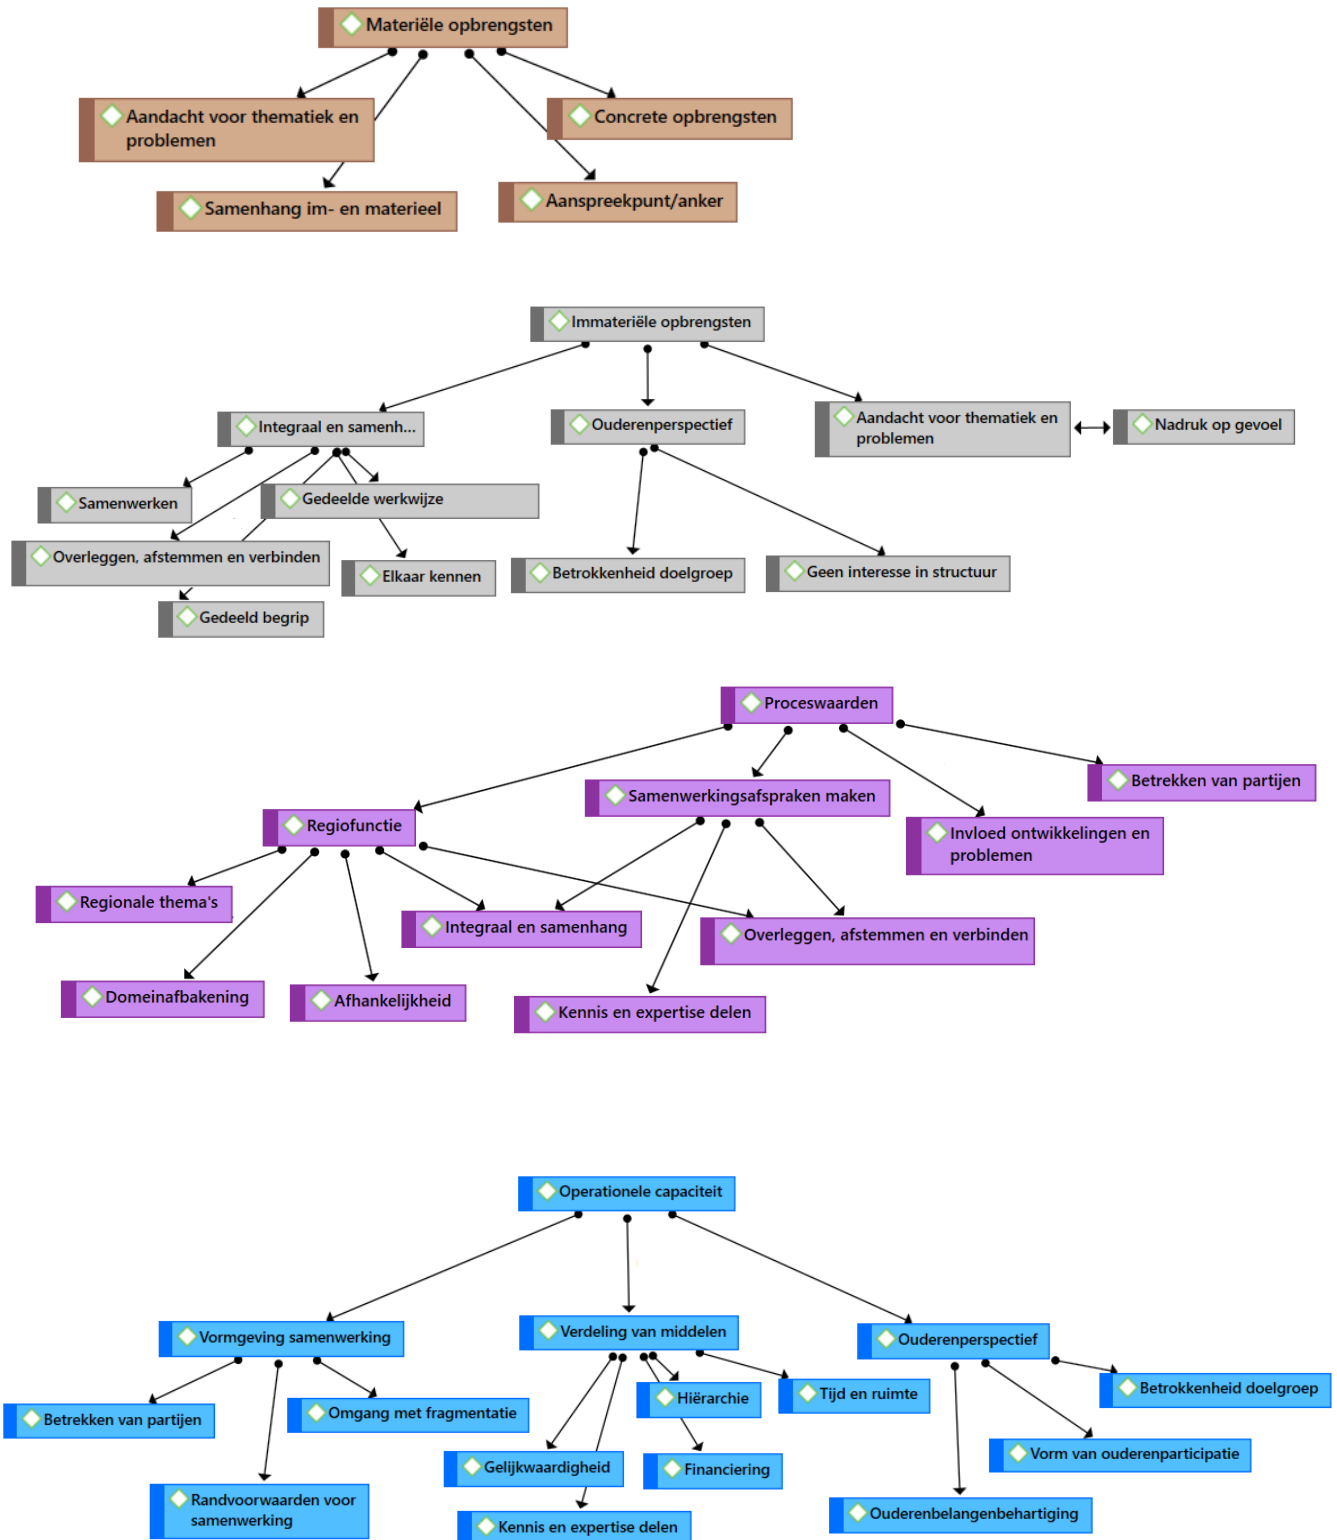 Materiële opbrengsten
Aandacht voor thematiek en
problemen
Concrete opbrengsten
Samenhang im- en materieel
Aanspreekpunt/anker
Immateriële opbrengsten
Integraal en samenh...
Ouderenperspectief
Aandacht voor thematiek en
problemen
Nadruk op gevoel
Samenwerken
Gedeelde werkwijze
Overleggen, afstemmen en verbinden
Elkaar kennen
Betrokkenheid doelgroep
Geen interesse in structuur
Gedeeld begrip
Proceswaarden
Betrekken van partijen
Samenwerkingsafspraken maken
Regiofunctie
Invloed ontwikkelingen en
problemen
Regionale thema's
Integraal en samenhang
Overleggen, afstemmen en verbinden
Domeinafbakening
Afhankelijkheid
Kennis en expertise delen
Operationele capaciteit
Vormgeving samenwerking
Verdeling van middelen
Ouderenperspectief
Betrekken van partijen
Omgang met fragmentatie
Hiërarchie
Tijd en ruimte
Betrokkenheid doelgroep
Gelijkwaardigheid
Financiering
Vorm van ouderenparticipatie
Randvoorwaarden voor
samenwerking
Kennis en expertise delen
Ouderenbelangenbehartiging